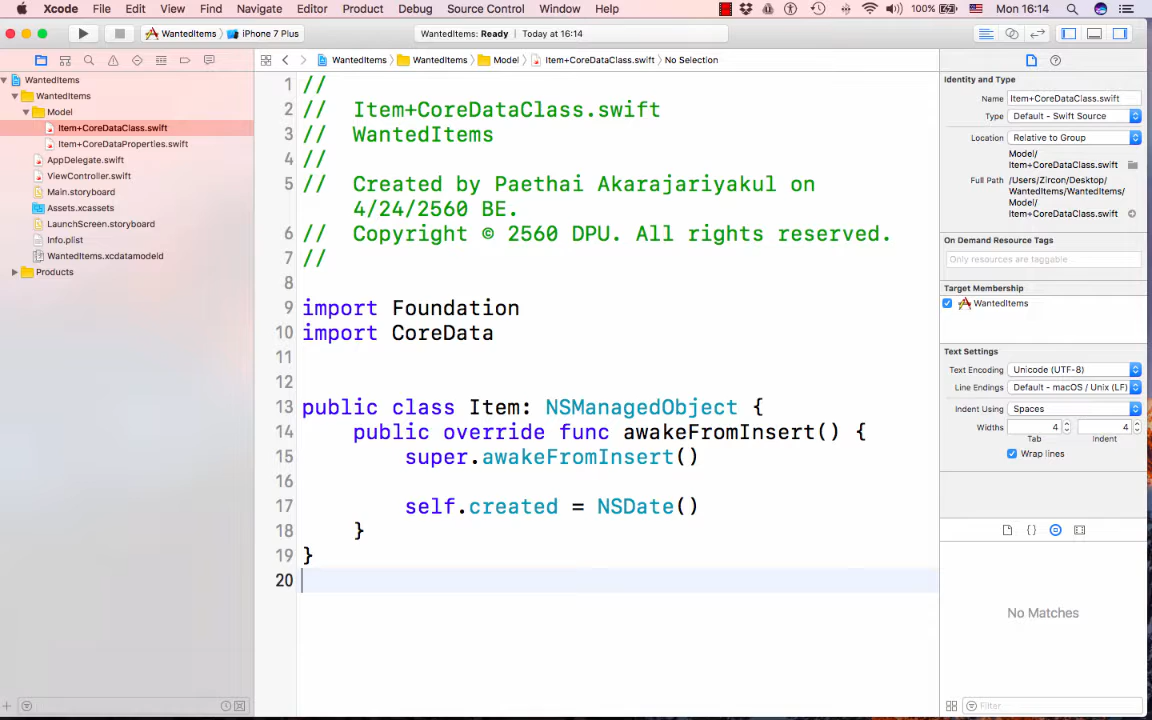 Xcode File Edit View Find Navigate Editor Product Debug Source Control Window Help 100% Mon 16:14
WantedItems iPhone 7 Plus WantedItems: Ready Today at 16:14
WantedItems WantedItems Model Item+CoreDataClass.swift No Selection
WantedItems
WantedItems
Model
Item+CoreDataClass.swift
Item+CoreDataProperties.swift
AppDelegate.swift
ViewController.swift
Main.storyboard
Assets.xcassets
LaunchScreen.storyboard
Info.plist
WantedItems.xcdatamodeld
Products
1 //
2 // Item+CoreDataClass.swift
3 // WantedItems
4 //
5 // Created by Paethai Akarajariyakul on
4/24/2560 BE.
6 // Copyright © 2560 DPU. All rights reserved.
7 //
8
9 import Foundation
10 import CoreData
11
12
13 public class Item: NSManagedObject {
14 public override func awakeFromInsert() {
15 super.awakeFromInsert()
16
17 self.created = NSDate()
18 }
19 }
20
Identity and Type
Name Item+CoreDataClass.swift
Type Default - Swift Source
Location Relative to Group
Model/
Item+CoreDataClass.swift
Full Path /Users/Zircon/Desktop/
WantedItems/WantedItems/
Model/
Item+CoreDataClass.swift
On Demand Resource Tags
Only resources are taggable
Target Membership
WantedItems
Text Settings
Text Encoding Unicode (UTF-8)
Line Endings Default - macOS / Unix (LF)
Indent Using Spaces
Widths 4 4
Tab Indent
Wrap lines
{ }
No Matches
Filter